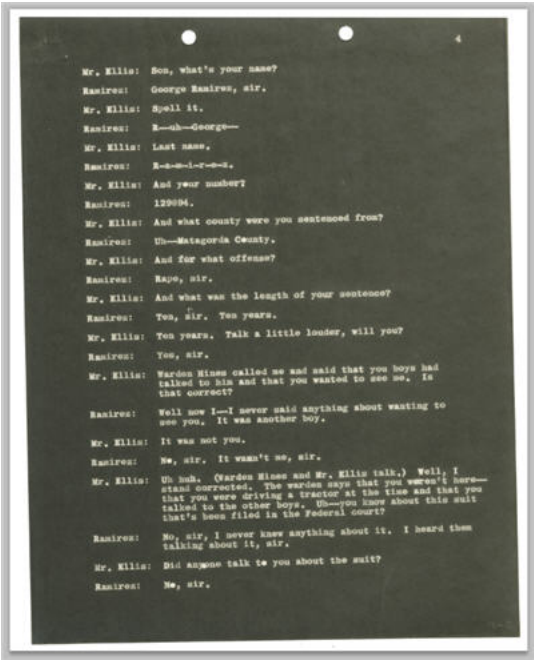 4
Mr. Ellis: Son, what's your name?
Ramirez: George Ramirez, sir.
Mr. Ellis: Spell it.
Ramirez: R—uh—George—
Mr. Ellis: Last name.
Ramirez: R-a-m-i-r-e-z.
Mr. Ellis: And your number?
Ramirez: 129894.
Mr. Ellis: And what county were you sentenced from?
Ramirez: Uh—Matagorda County.
Mr. Ellis: And for what offense?
Ramirez: Rape, sir.
Mr. Ellis: And what was the length of your sentence?
Ramirez: Ten, sir. Ten years.
Mr. Ellis: Ten years. Talk a little louder, will you?
Ramirez: Yes, sir.
Mr. Ellis: Warden Hines called me and said that you boys had
talked to him and that you wanted to see me. Is
that correct?
Ramirez: Well now I—I never said anything about wanting to
see you. It was another boy.
Mr. Ellis: It was not you.
Ramirez: No, sir. It wasn't me, sir.
Mr. Ellis: Uh huh. (Warden Hines and Mr. Ellis talk.) Well, I
stand corrected. The warden says that you weren't here—
that you were driving a tractor at the time and that you
talked to the other boys. Uh—you know about this suit
that's been filed in the Federal court?
Ramirez: No, sir, I never knew anything about it. I heard them
talking about it, sir.
Mr. Ellis: Did anyone talk to you about the suit?
Ramirez: No, sir.